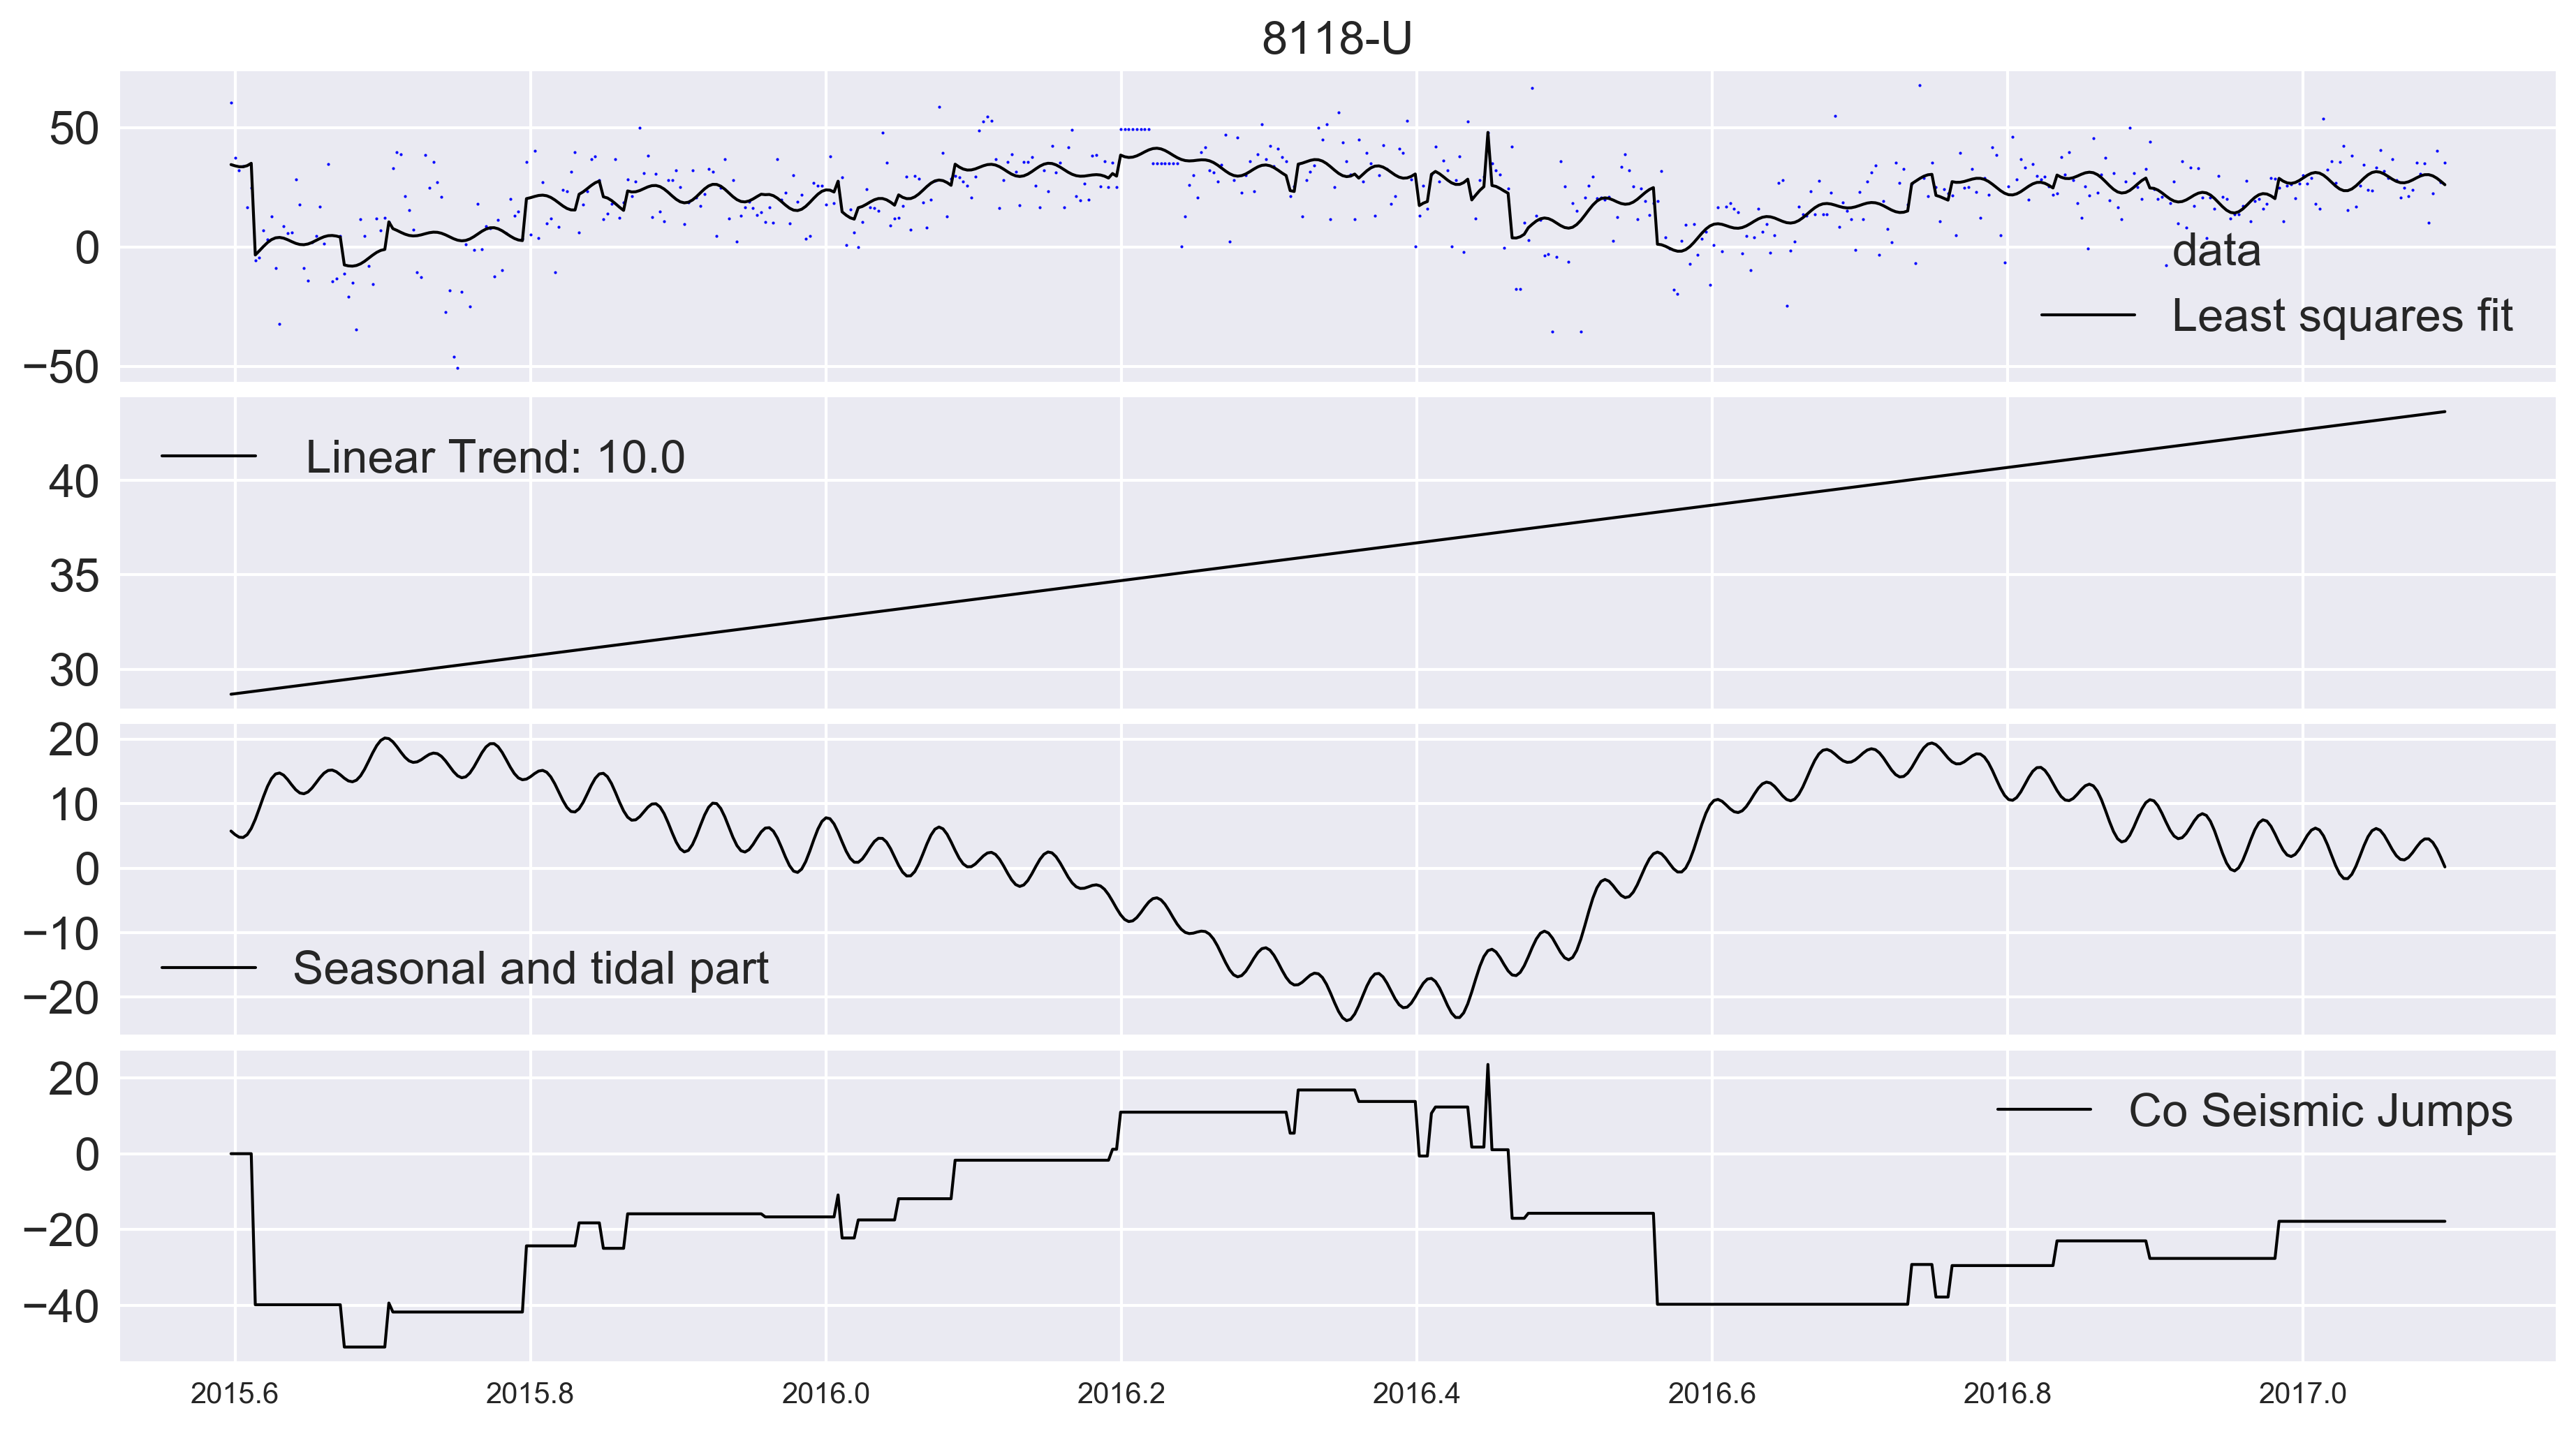 8118-U
50
0
−50
data
Least squares fit
Linear Trend: 10.0
40
35
30
20
10
0
−10
−20
Seasonal and tidal part
20
0
−20
−40
Co Seismic Jumps
2015.6 2015.8 2016.0 2016.2 2016.4 2016.6 2016.8 2017.0